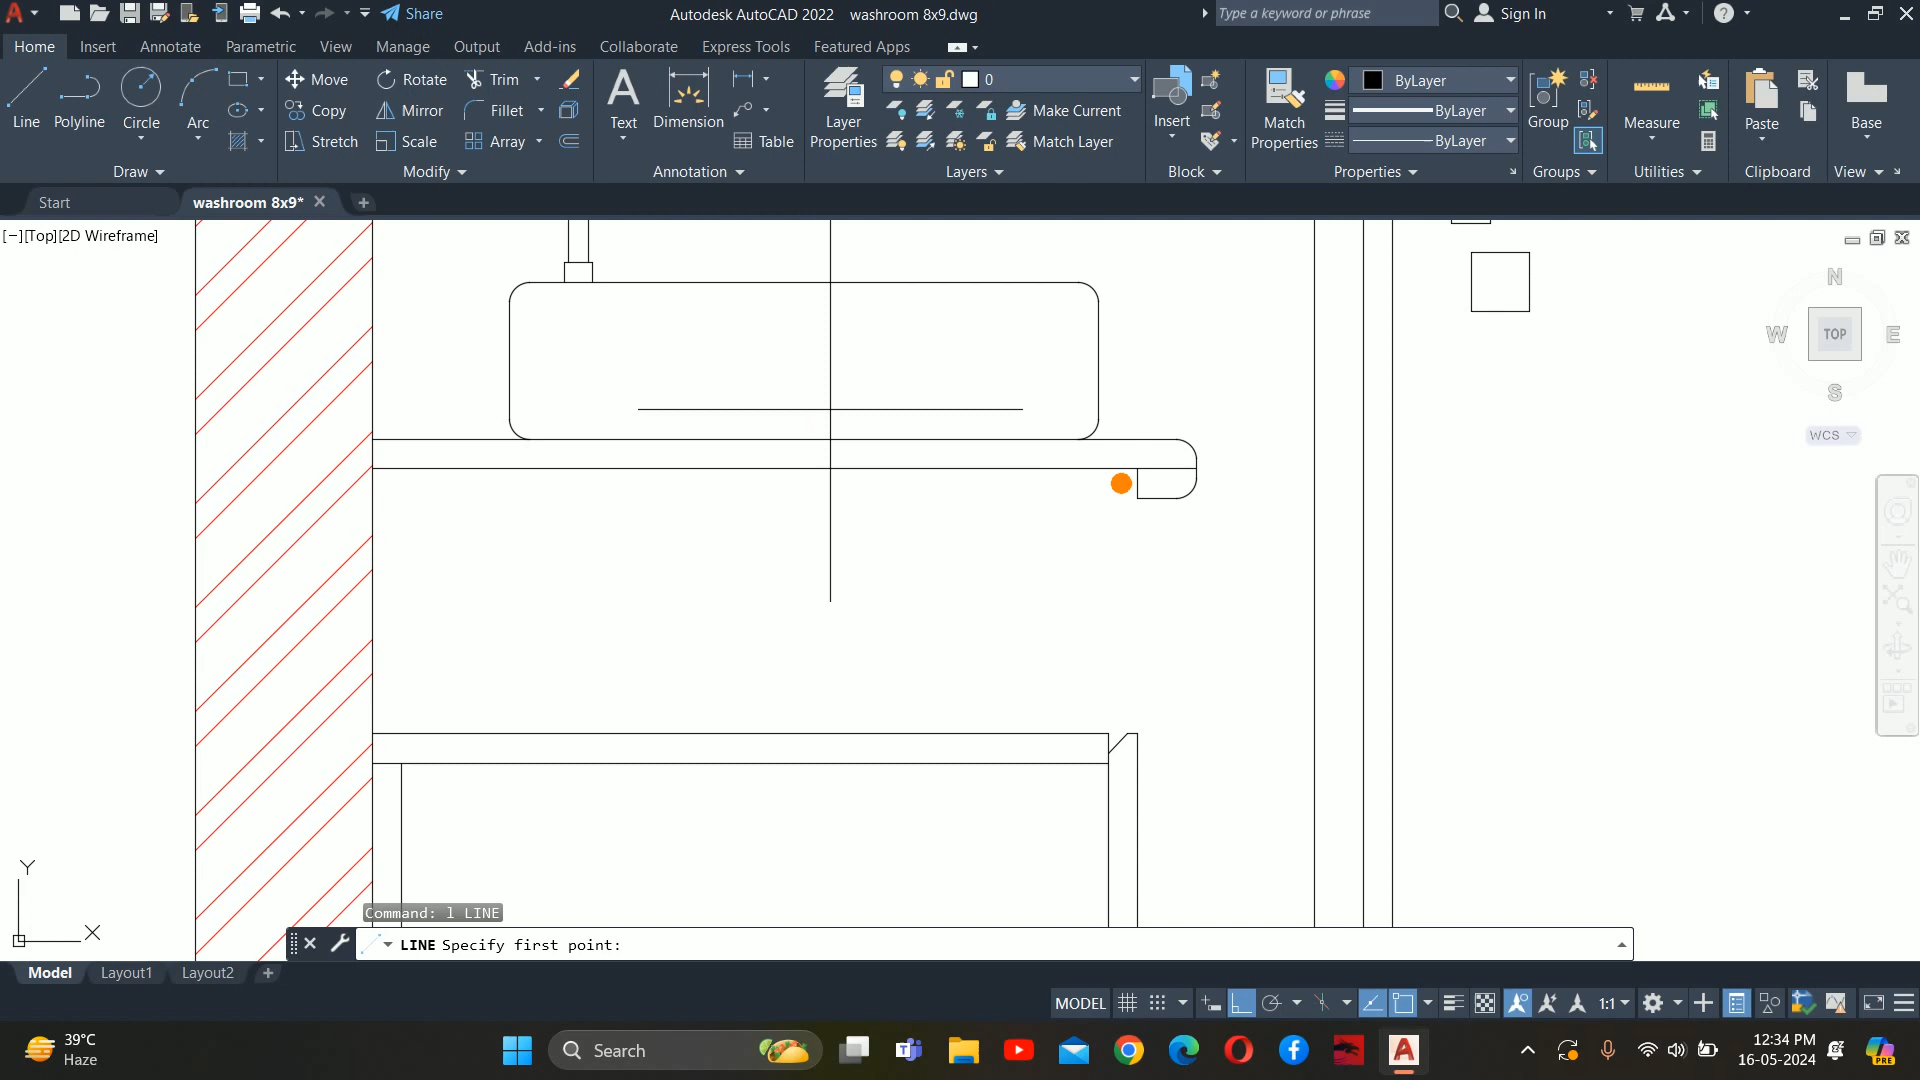 Share
Autodesk AutoCAD 2022 washroom 8x9.dwg
Type a keyword or phrase
Sign In
Home Insert Annotate Parametric View Manage Output Add-ins Collaborate Express Tools Featured Apps
Line Polyline Circle Arc
Move Rotate Trim
Copy Mirror Fillet
Stretch Scale Array
Text Dimension Table
Layer Properties
0
Make Current
Match Layer
Insert
Match Properties
ByLayer
ByLayer
ByLayer
Group
Measure
Paste
Base
Draw Modify Annotation Layers Block Properties Groups Utilities Clipboard View
Start washroom 8x9*
[−][Top][2D Wireframe]
N
W TOP E
S
WCS
Y
X
Command: l LINE
LINE Specify first point:
Model Layout1 Layout2
MODEL 1:1
39°C
Haze
Search
12:34 PM
16-05-2024
PRE